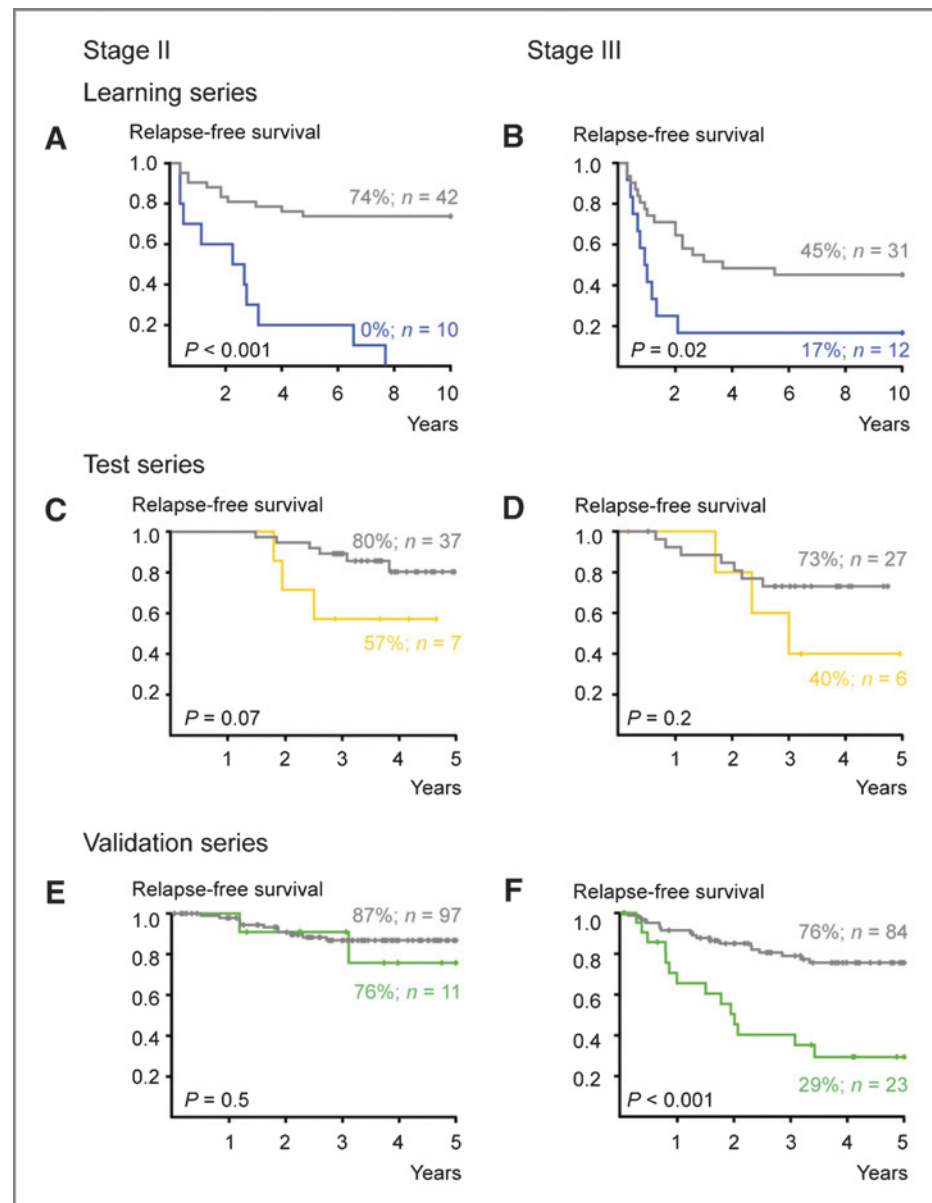 Stage II
Stage III
Learning series
A
Relapse-free survival
1.0
0.8
0.6
0.4
0.2
74%; n = 42
0%; n = 10
P < 0.001
2 4 6 8 10
Years
B
Relapse-free survival
1.0
0.8
0.6
0.4
0.2
45%; n = 31
17%; n = 12
P = 0.02
2 4 6 8 10
Years
Test series
C
Relapse-free survival
1.0
0.8
0.6
0.4
0.2
80%; n = 37
57%; n = 7
P = 0.07
1 2 3 4 5
Years
D
Relapse-free survival
1.0
0.8
0.6
0.4
0.2
73%; n = 27
40%; n = 6
P = 0.2
1 2 3 4 5
Years
Validation series
E
Relapse-free survival
1.0
0.8
0.6
0.4
0.2
87%; n = 97
76%; n = 11
P = 0.5
1 2 3 4 5
Years
F
Relapse-free survival
1.0
0.8
0.6
0.4
0.2
76%; n = 84
29%; n = 23
P < 0.001
1 2 3 4 5
Years